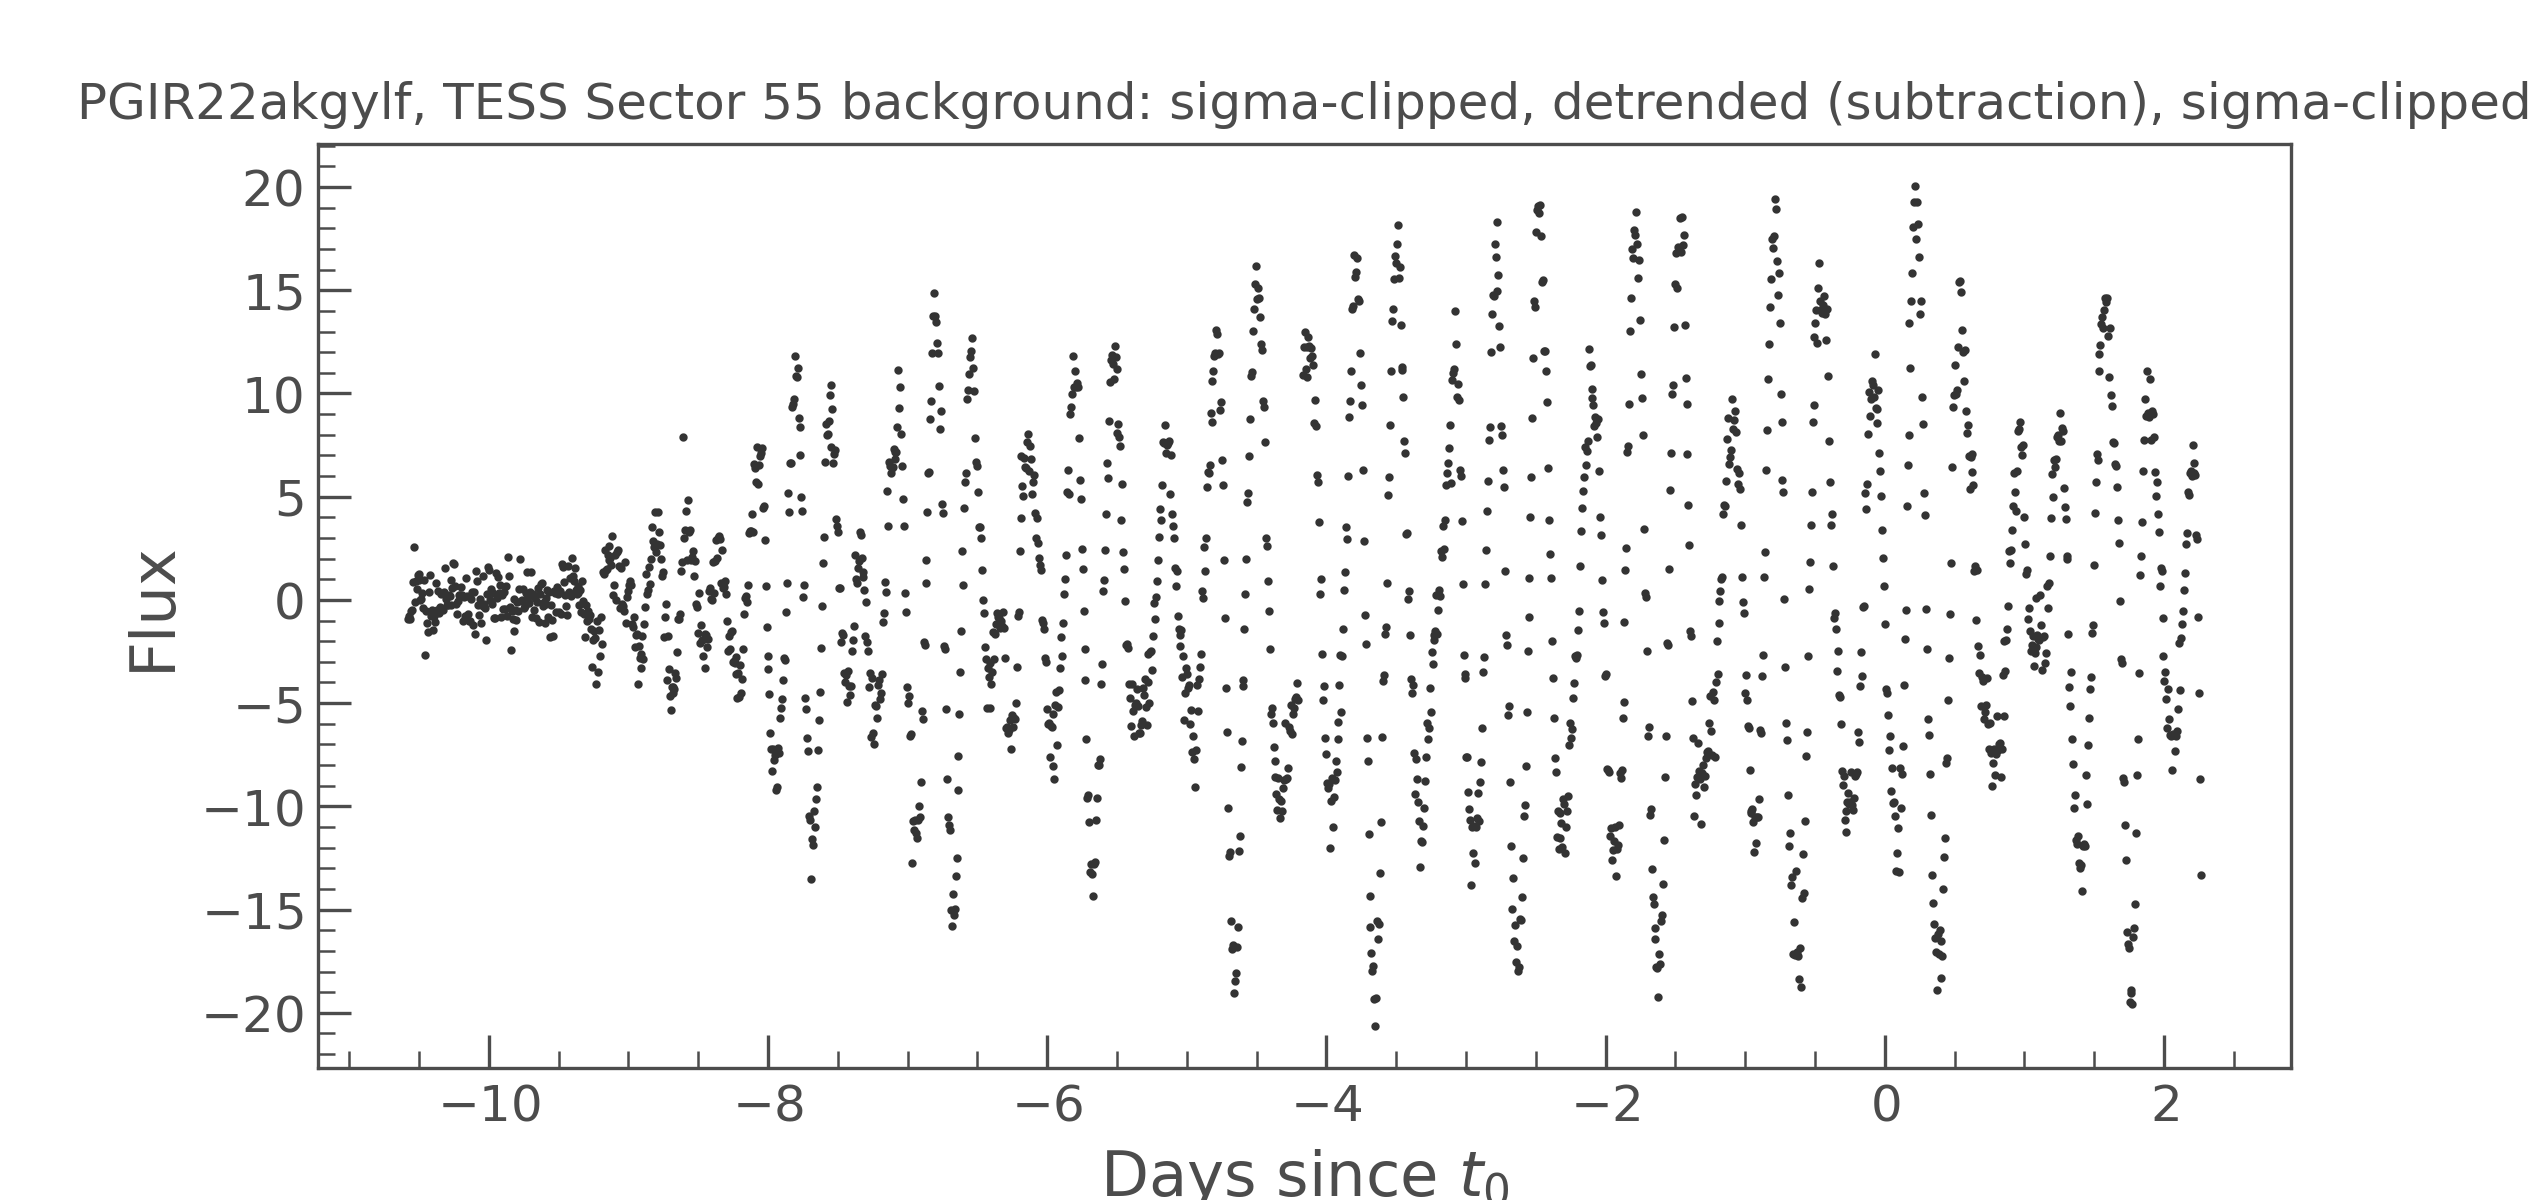 PGIR22akgylf, TESS Sector 55 background: sigma-clipped, detrended (subtraction), sigma-clipped
20
15
10
5
0
−5
−10
−15
−20
Flux
−10 −8 −6 −4 −2 0 2
Days since t0